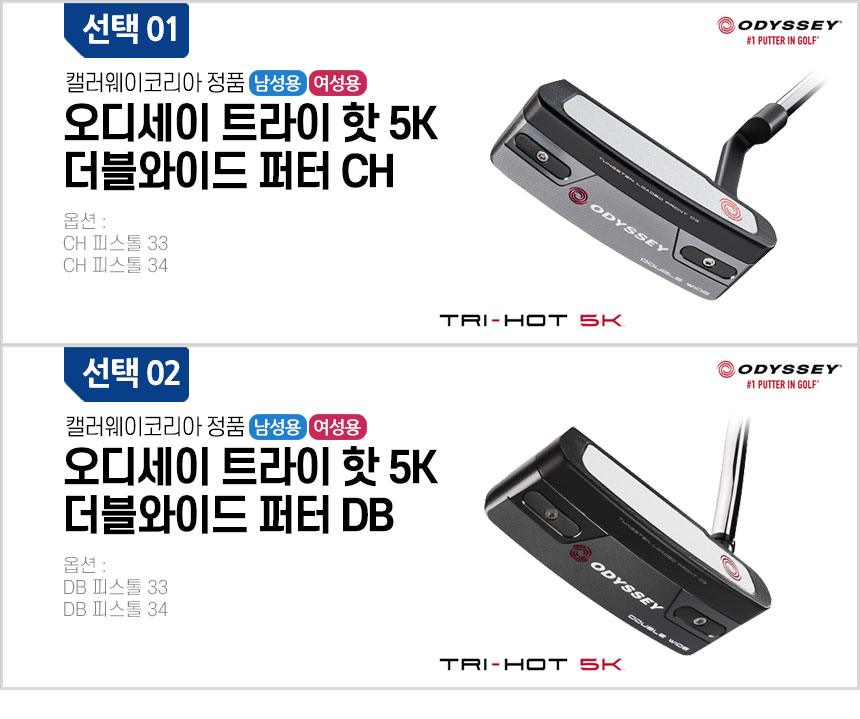 선택 01
ODYSSEY
#1 PUTTER IN GOLF
캘러웨이코리아 정품 남성용 여성용
오디세이 트라이 핫 5K
더블와이드 퍼터 CH
옵션 :
CH 피스톨 33
CH 피스톨 34
TUNGSTEN LOADED FRONT CG
ODYSSEY
DOUBLE WIDE
TRI-HOT 5K
선택 02
ODYSSEY
#1 PUTTER IN GOLF
캘러웨이코리아 정품 남성용 여성용
오디세이 트라이 핫 5K
더블와이드 퍼터 DB
옵션 :
DB 피스톨 33
DB 피스톨 34
TUNGSTEN LOADED FRONT CG
ODYSSEY
DOUBLE WIDE
TRI-HOT 5K